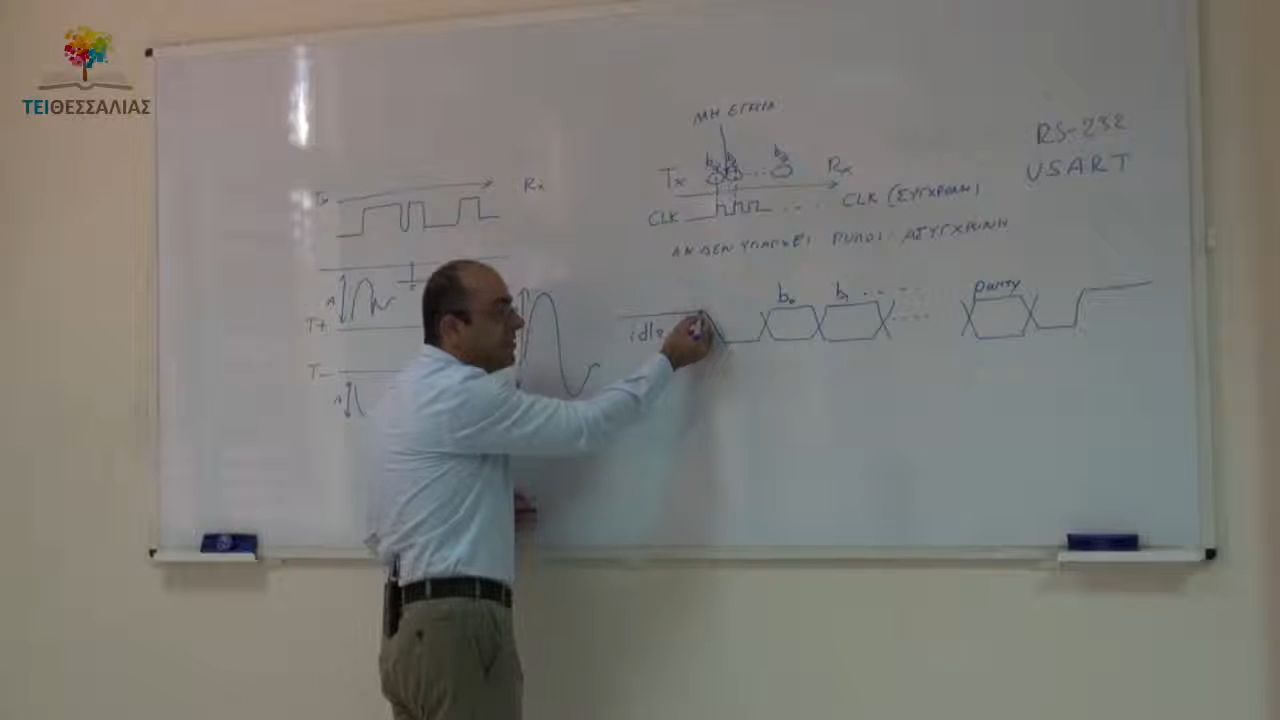 ΤΕΙΘΕΣΣΑΛΙΑΣ
Tx Rx
A
T+
T-
A
ΜΗ ΕΓΚΥΡΑ
Tx Rx
CLK CLK (ΣΥΓΧΡΟΝΗ)
ΑΝ ΔΕΝ ΥΠΑΡΧΕΙ ΡΟΛΟΙ: ΑΣΥΓΧΡΟΝΗ
RS-232
USART
idle b0 b1 ... parity